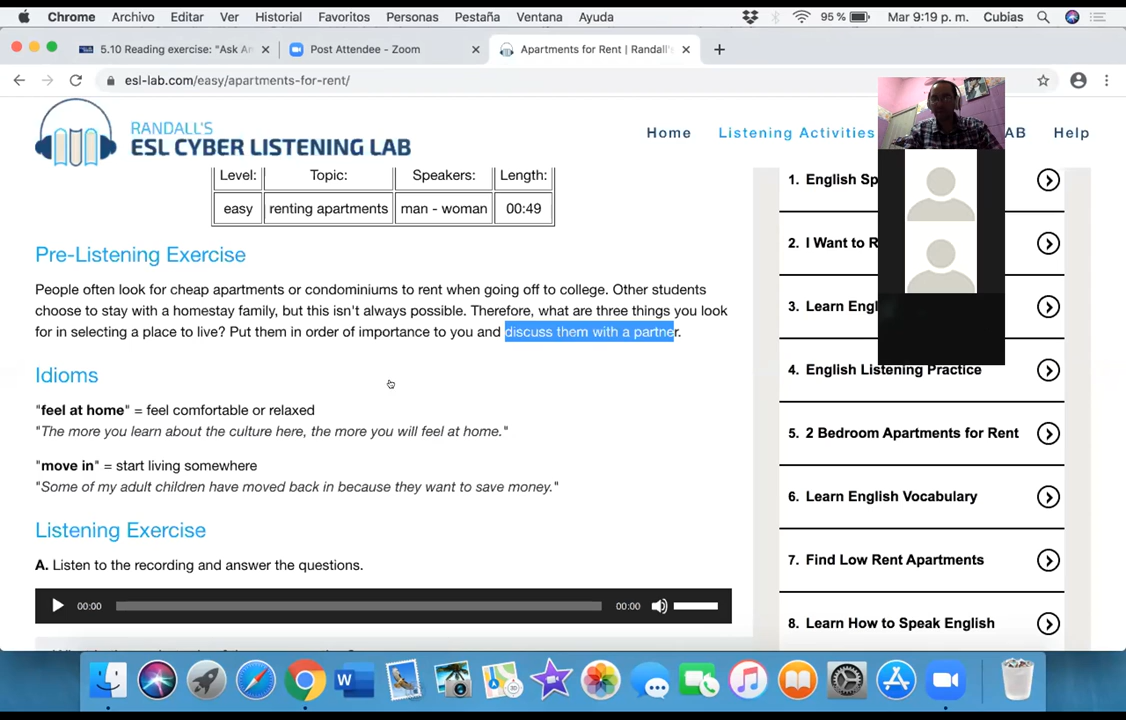 Chrome Archivo Editar Ver Historial Favoritos Personas Pestaña Ventana Ayuda 95 % Mar 9:19 p. m. Cubias
5.10 Reading exercise: "Ask Ar Post Attendee - Zoom Apartments for Rent | Randall'
esl-lab.com/easy/apartments-for-rent/
RANDALL'S
ESL CYBER LISTENING LAB
Home Listening Activities AB Help
Level: Topic: Speakers: Length:
easy renting apartments man - woman 00:49
Pre-Listening Exercise
People often look for cheap apartments or condominiums to rent when going off to college. Other students
choose to stay with a homestay family, but this isn't always possible. Therefore, what are three things you look
for in selecting a place to live? Put them in order of importance to you and discuss them with a partner.
Idioms
"feel at home" = feel comfortable or relaxed
"The more you learn about the culture here, the more you will feel at home."
"move in" = start living somewhere
"Some of my adult children have moved back in because they want to save money."
Listening Exercise
A. Listen to the recording and answer the questions.
00:00 00:00
1. English Sp
2. I Want to R
3. Learn Engl
4. English Listening Practice
5. 2 Bedroom Apartments for Rent
6. Learn English Vocabulary
7. Find Low Rent Apartments
8. Learn How to Speak English